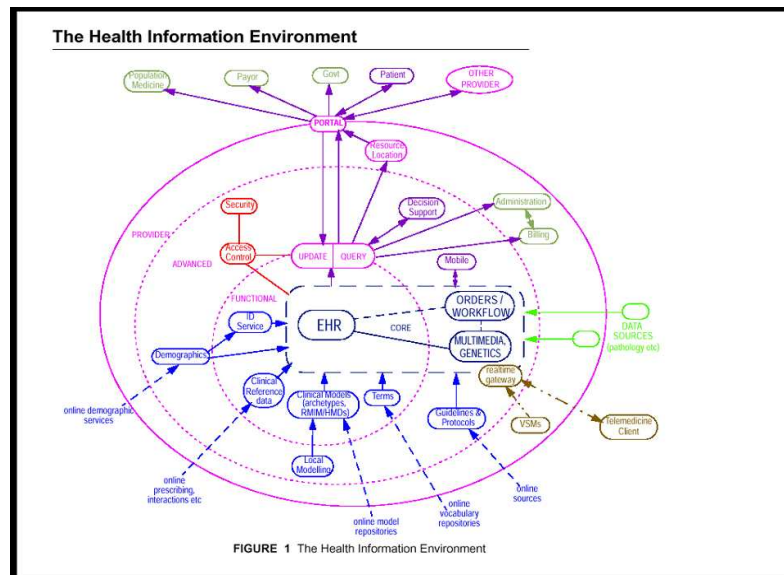 The Health Information Environment
Population
Medicine
Payor
Govt
Patient
OTHER
PROVIDER
PORTAL
Resource
Location
Security
Decision
Support
Administration
Billing
PROVIDER
ADVANCED
Access
Control
UPDATE
QUERY
Mobile
FUNCTIONAL
ID
Service
EHR
CORE
ORDERS /
WORKFLOW
MULTIMEDIA,
GENETICS
DATA
SOURCES
(pathology etc)
Demographics
online demographic
services
Clinical
Reference
data
Clinical Models
(archetypes,
RMIM/HMDs)
Terms
realtime
gateway
Guidelines &
Protocols
VSMs
Telemedicine
Client
Local
Modelling
online
prescribing,
interactions etc
online model
repositories
online
vocabulary
repositories
online
sources
FIGURE 1 The Health Information Environment